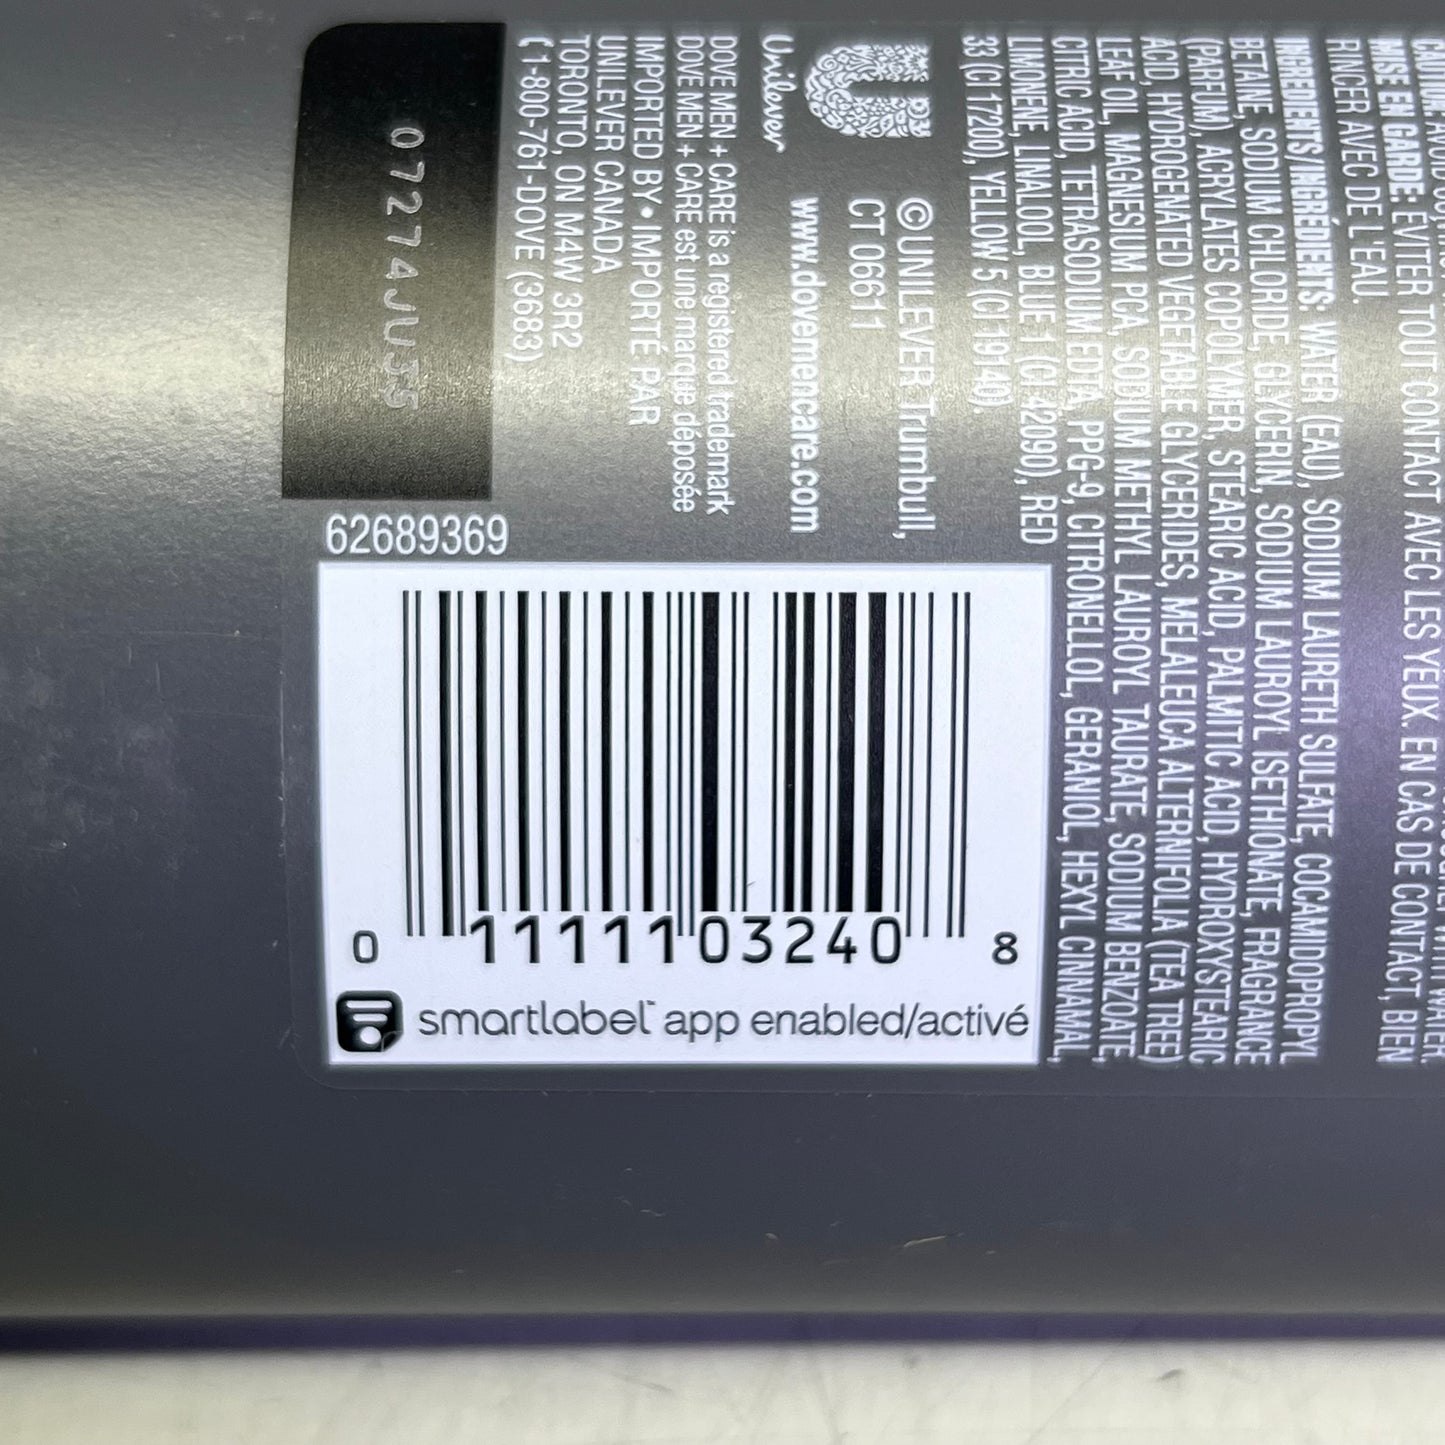 MISE EN GARDE: ÉVITER TOUT CONTACT AVEC LES YEUX. EN CAS DE CONTACT, BIEN
RINCER AVEC DE L'EAU.
INGREDIENTS/INGRÉDIENTS: WATER (EAU), SODIUM LAURETH SULFATE, COCAMIDOPROPYL
BETAINE, SODIUM CHLORIDE, GLYCERIN, SODIUM LAUROYL ISETHIONATE, FRAGRANCE
(PARFUM), ACRYLATES COPOLYMER, STEARIC ACID, PALMITIC ACID, HYDROXYSTEARIC
ACID, HYDROGENATED VEGETABLE GLYCERIDES, MELALEUCA ALTERNIFOLIA (TEA TREE)
LEAF OIL, MAGNESIUM PCA, SODIUM METHYL LAUROYL TAURATE, SODIUM BENZOATE,
CITRIC ACID, TETRASODIUM EDTA, PPG-9, CITRONELLOL, GERANIOL, HEXYL CINNAMAL,
LIMONENE, LINALOOL, BLUE 1 (CI 42090), RED
33 (CI 17200), YELLOW 5 (CI 19140).
Unilever
©UNILEVER Trumbull,
CT 06611
www.dovemencare.com
DOVE MEN + CARE is a registered trademark
DOVE MEN + CARE est une marque déposée
IMPORTED BY • IMPORTÉ PAR
UNILEVER CANADA
TORONTO, ON M4W 3R2
(1-800-761-DOVE (3683)
07274JU35
62689369
0 11111 03240 8
smartlabel™ app enabled/activé